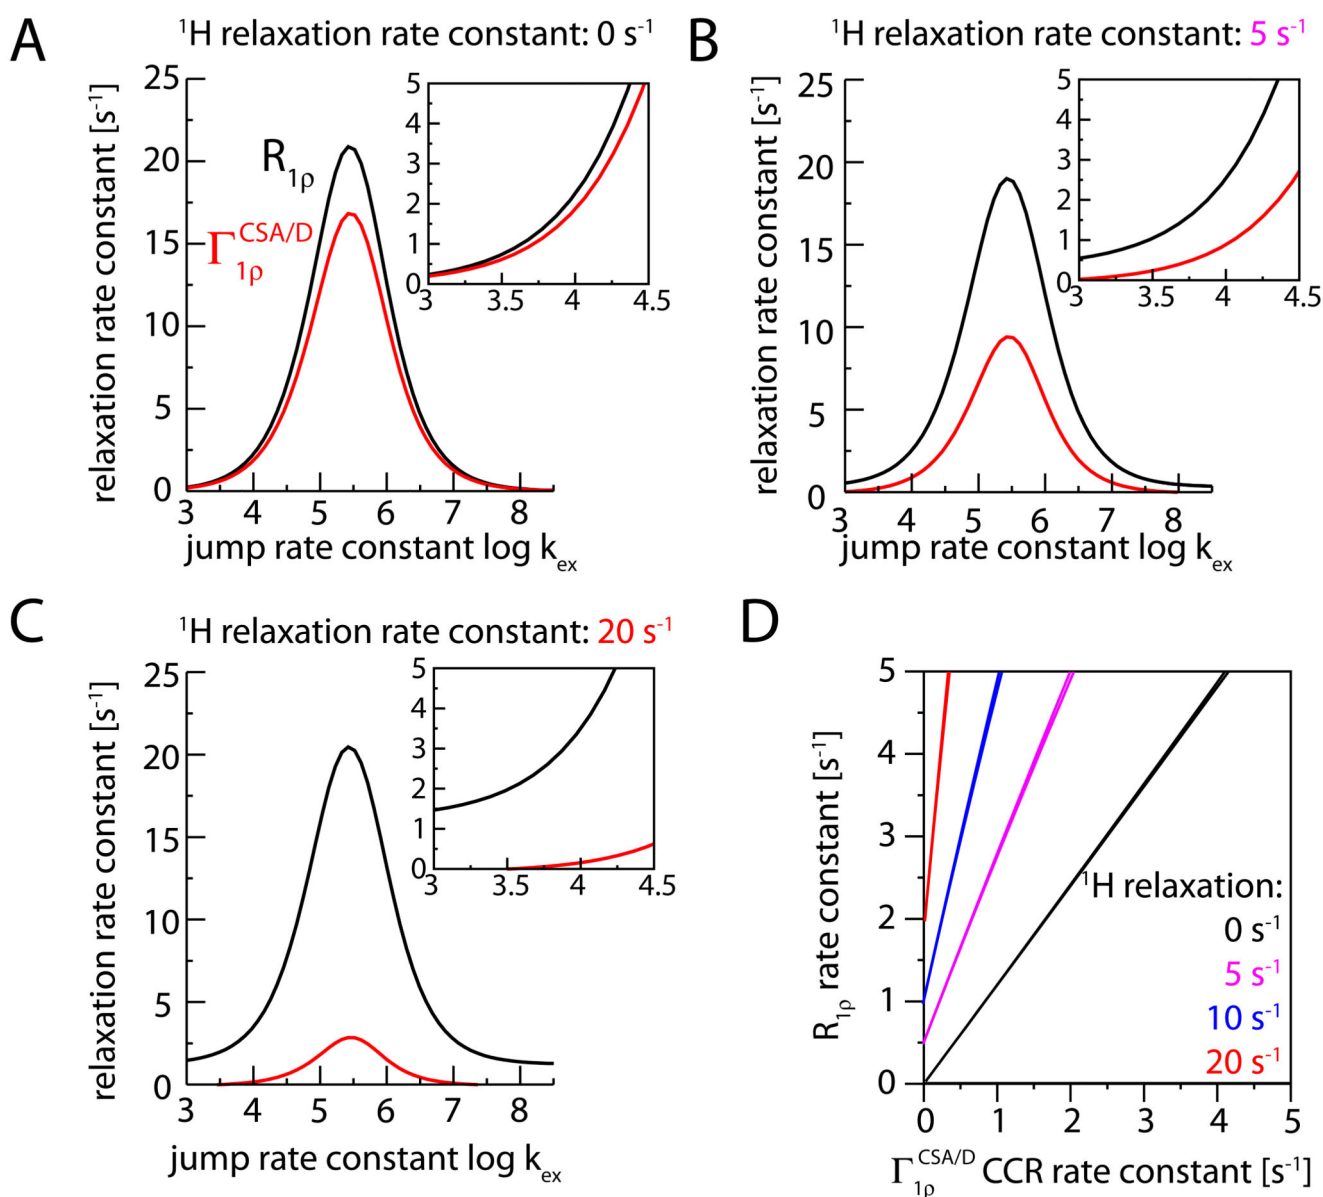 A
¹H relaxation rate constant: 0 s⁻¹
relaxation rate constant [s⁻¹]
25
20
15
10
5
0
3 4 5 6 7 8
jump rate constant log kₑₓ
R₁ρ
Γ₁ρ^CSA/D
5
4
3
2
1
0
3 3.5 4 4.5
B
¹H relaxation rate constant: 5 s⁻¹
relaxation rate constant [s⁻¹]
25
20
15
10
5
0
3 4 5 6 7 8
jump rate constant log kₑₓ
5
4
3
2
1
0
3 3.5 4 4.5
C
¹H relaxation rate constant: 20 s⁻¹
relaxation rate constant [s⁻¹]
25
20
15
10
5
0
3 4 5 6 7 8
jump rate constant log kₑₓ
5
4
3
2
1
0
3 3.5 4 4.5
D
R₁ρ rate constant [s⁻¹]
5
4
3
2
1
0
0 1 2 3 4 5
Γ₁ρ^CSA/D CCR rate constant [s⁻¹]
¹H relaxation:
0 s⁻¹
5 s⁻¹
10 s⁻¹
20 s⁻¹